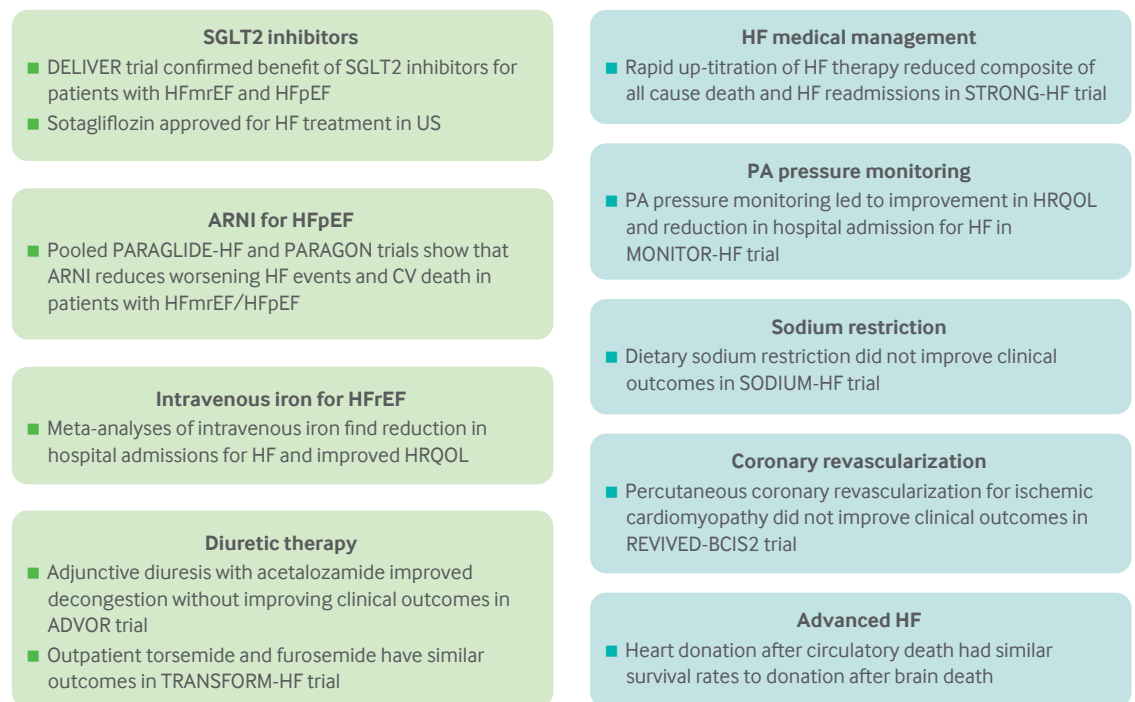 SGLT2 inhibitors
■ DELIVER trial confirmed benefit of SGLT2 inhibitors for
patients with HFmrEF and HFpEF
■ Sotagliflozin approved for HF treatment in US
ARNI for HFpEF
■ Pooled PARAGLIDE-HF and PARAGON trials show that
ARNI reduces worsening HF events and CV death in
patients with HFmrEF/HFpEF
Intravenous iron for HFrEF
■ Meta-analyses of intravenous iron find reduction in
hospital admissions for HF and improved HRQOL
Diuretic therapy
■ Adjunctive diuresis with acetalozamide improved
decongestion without improving clinical outcomes in
ADVOR trial
■ Outpatient torsemide and furosemide have similar
outcomes in TRANSFORM-HF trial
HF medical management
■ Rapid up-titration of HF therapy reduced composite of
all cause death and HF readmissions in STRONG-HF trial
PA pressure monitoring
■ PA pressure monitoring led to improvement in HRQOL
and reduction in hospital admission for HF in
MONITOR-HF trial
Sodium restriction
■ Dietary sodium restriction did not improve clinical
outcomes in SODIUM-HF trial
Coronary revascularization
■ Percutaneous coronary revascularization for ischemic
cardiomyopathy did not improve clinical outcomes in
REVIVED-BCIS2 trial
Advanced HF
■ Heart donation after circulatory death had similar
survival rates to donation after brain death